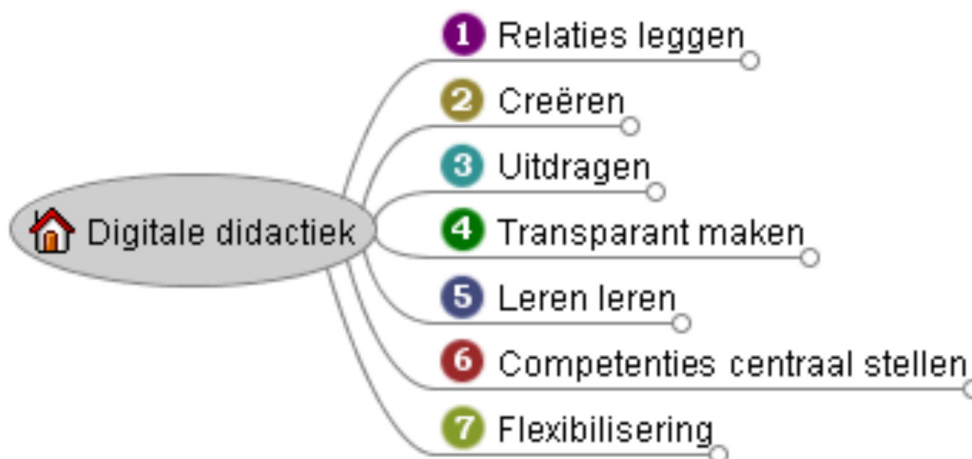 1 Relaties leggen
2 Creëren
3 Uitdragen
Digitale didactiek
4 Transparant maken
5 Leren leren
6 Competenties centraal stellen
7 Flexibilisering